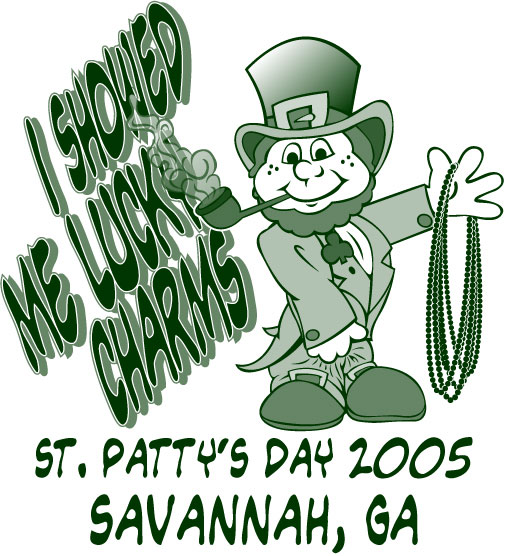 I SHOWED
ME LUCKY
CHARMS
ST. PATTY'S DAY 2005
SAVANNAH, GA